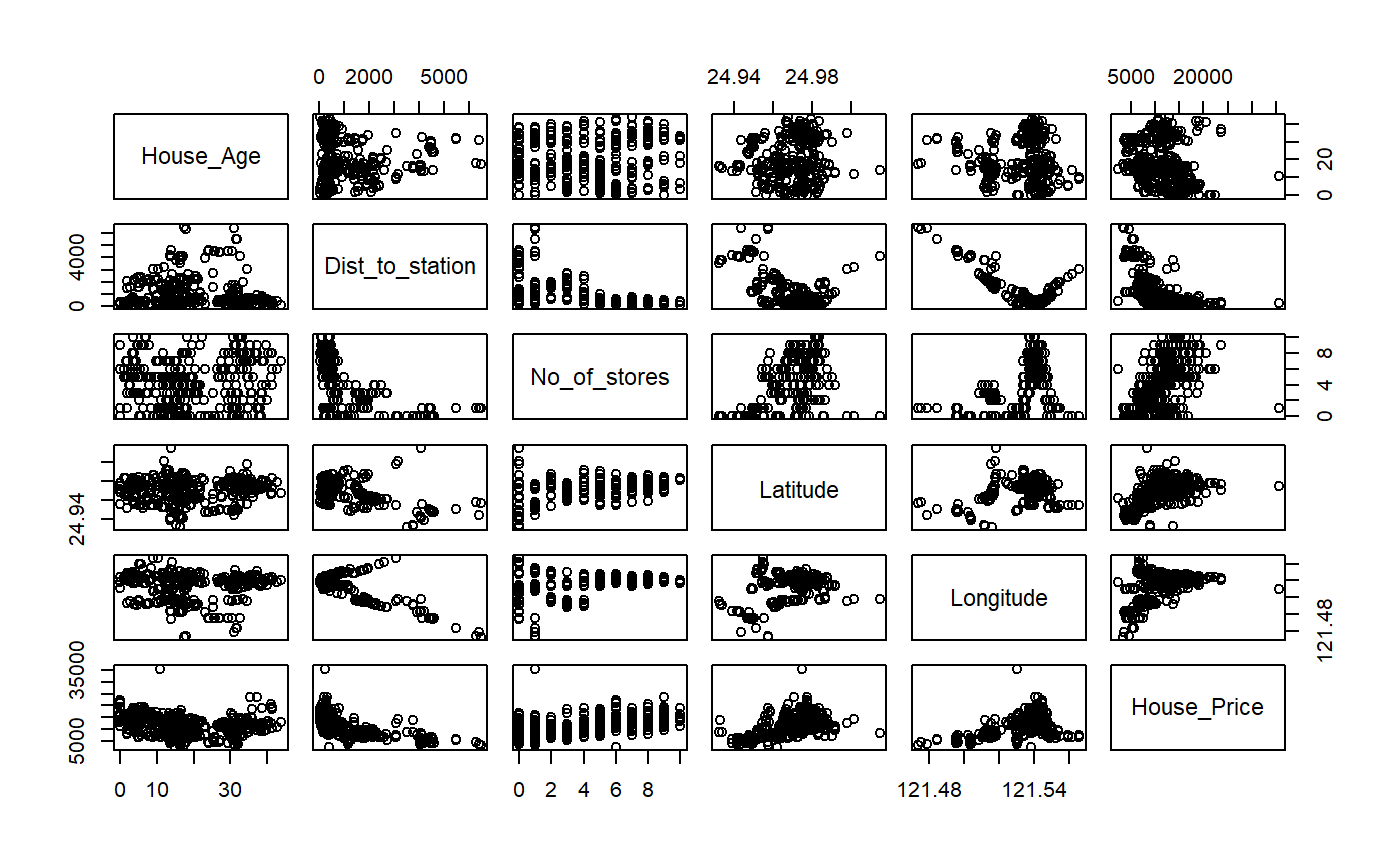 0 2000 5000 24.94 24.98 5000 20000
House_Age
0 20
Dist_to_station
0 4000
No_of_stores
0 4 8
Latitude
24.94
Longitude
121.48
House_Price
5000 35000
0 10 30 0 2 4 6 8 121.48 121.54